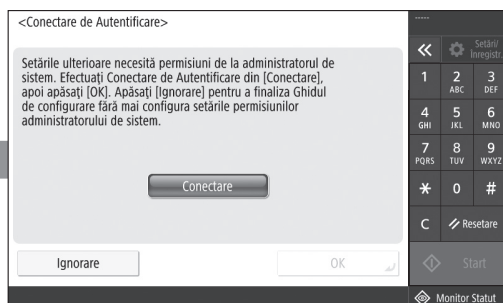 <Conectare de Autentificare>
Setările ulterioare necesită permisiuni de la administratorul de
sistem. Efectuați Conectare de Autentificare din [Conectare],
apoi apăsați [OK]. Apăsați [Ignorare] pentru a finaliza Ghidul
de configurare fără mai configura setările permisiunilor
administratorului de sistem.
Conectare
Ignorare
OK
-----
Setări/
Înregistr.
1 2 3
ABC DEF
4 5 6
GHI JKL MNO
7 8 9
PQRS TUV WXYZ
* 0 #
C Resetare
Start
Monitor Statut